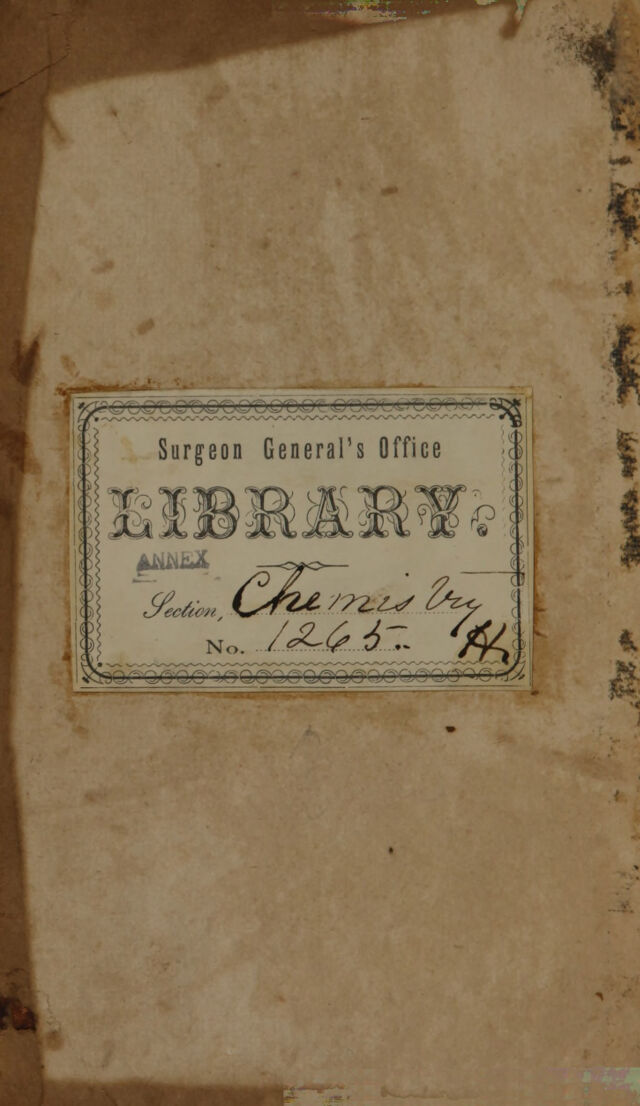 Surgeon General's Office
LIBRARY.
ANNEX
Section, Chemistry
No. 1265. H.